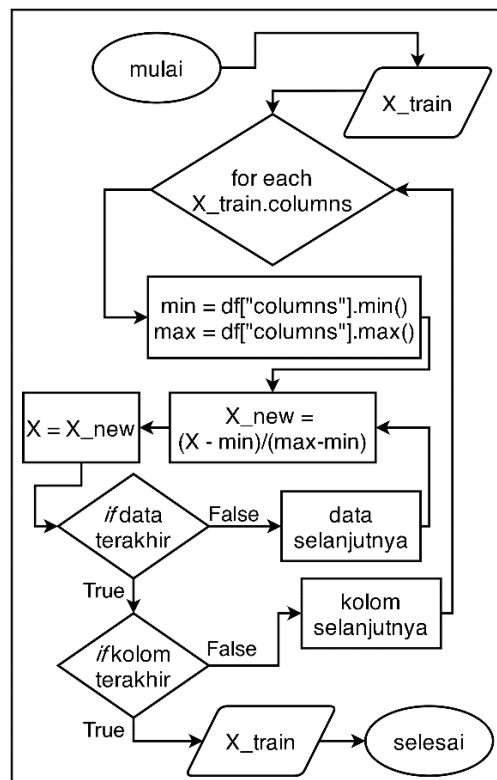 mulai
X_train
for each
X_train.columns
min = df["columns"].min()
max = df["columns"].max()
X_new =
(X - min)/(max-min)
X = X_new
if data
terakhir
False
data
selanjutnya
True
if kolom
terakhir
False
kolom
selanjutnya
True
X_train
selesai